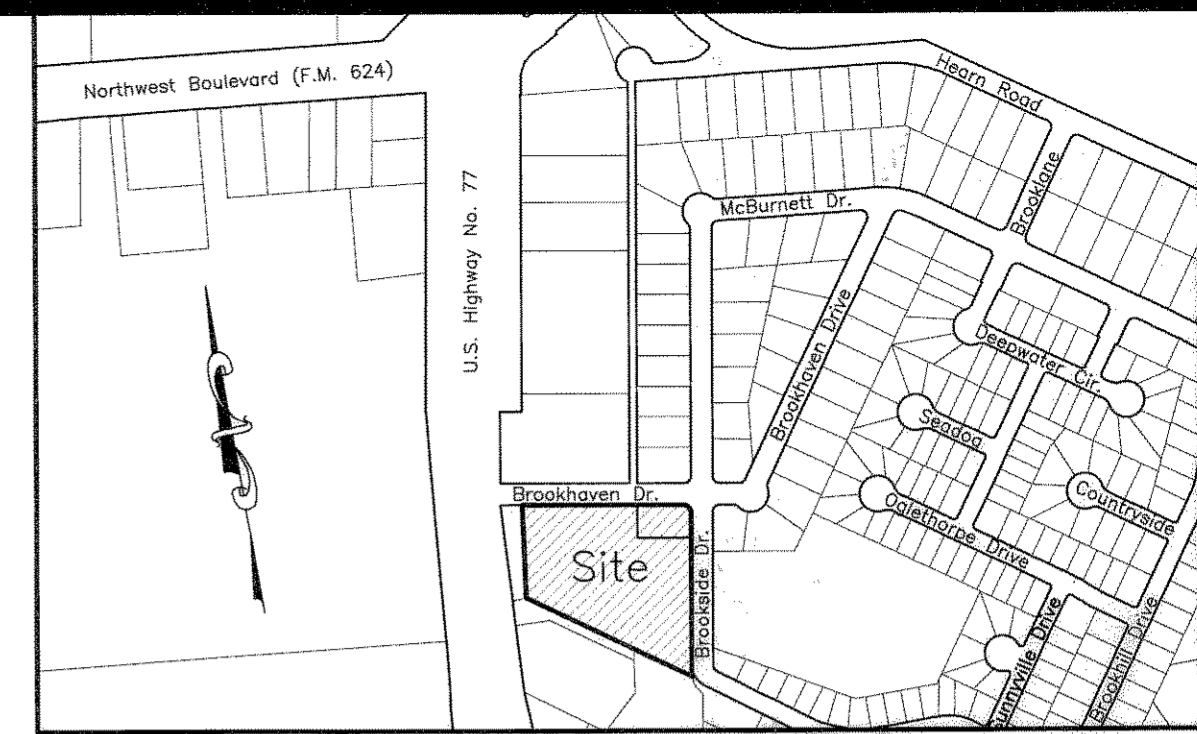 Northwest Boulevard (F.M. 624)
Hearn Road
U.S. Highway No. 77
McBurnett Dr.
Brooklane
Brookhaven Drive
Deepwater Cir.
Seadog
Brookhaven Dr.
Oglethorpe Drive
Countryside
Site
Brookside Dr.
Sunnyville Drive
Brookhill Drive